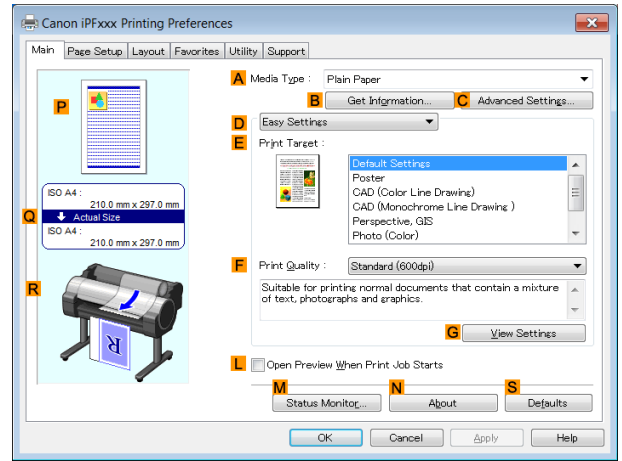 Canon iPFxxx Printing Preferences
Main Page Setup Layout Favorites Utility Support
A Media Type : Plain Paper
B Get Information... C Advanced Settings...
D Easy Settings
E Print Target :
Default Settings
Poster
CAD (Color Line Drawing)
CAD (Monochrome Line Drawing )
Perspective, GIS
Photo (Color)
F Print Quality : Standard (600dpi)
Suitable for printing normal documents that contain a mixture
of text, photographs and graphics.
G View Settings
P
Q
ISO A4 :
210.0 mm x 297.0 mm
Actual Size
ISO A4 :
210.0 mm x 297.0 mm
R
R
L Open Preview When Print Job Starts
M N S
Status Monitor... About Defaults
OK Cancel Apply Help